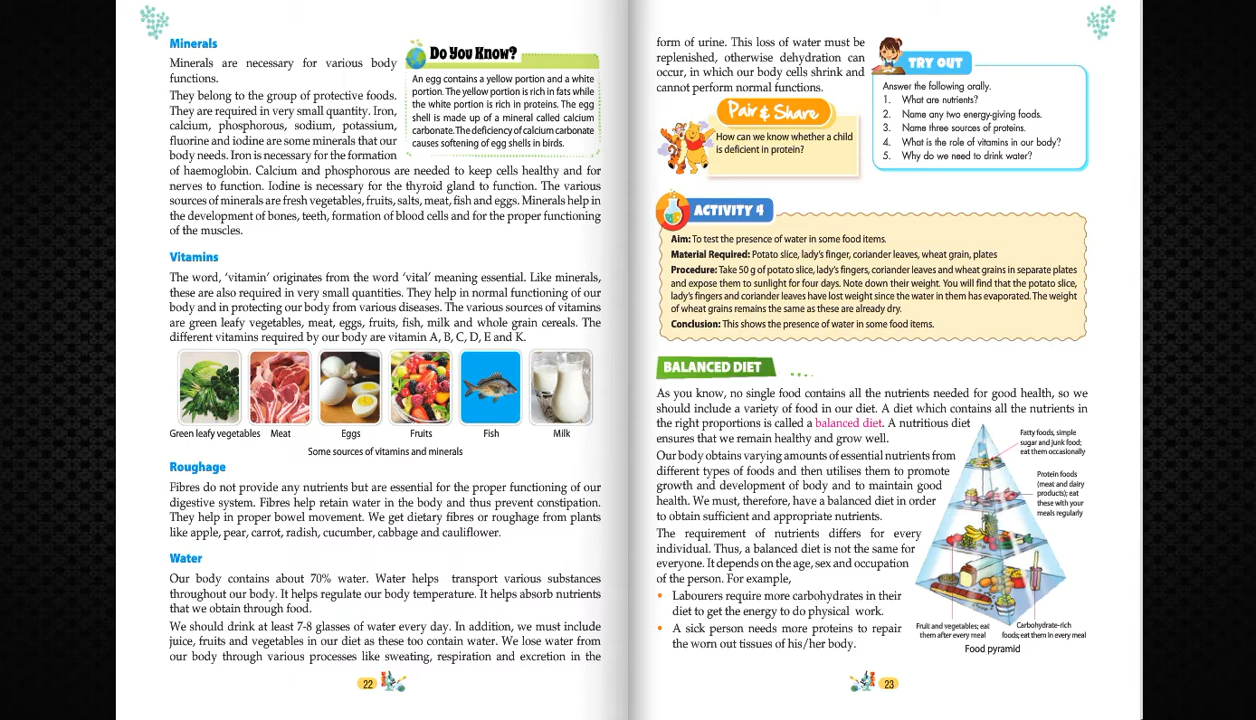 Minerals
Minerals are necessary for various body
functions.
They belong to the group of protective foods.
They are required in very small quantity. Iron,
calcium, phosphorous, sodium, potassium,
fluorine and iodine are some minerals that our
body needs. Iron is necessary for the formation
of haemoglobin. Calcium and phosphorous are needed to keep cells healthy and for
nerves to function. Iodine is necessary for the thyroid gland to function. The various
sources of minerals are fresh vegetables, fruits, salts, meat, fish and eggs. Minerals help in
the development of bones, teeth, formation of blood cells and for the proper functioning
of the muscles.
Do You Know?
An egg contains a yellow portion and a white
portion. The yellow portion is rich in fats while
the white portion is rich in proteins. The egg
shell is made up of a mineral called calcium
carbonate. The deficiency of calcium carbonate
causes softening of egg shells in birds.
Vitamins
The word, ‘vitamin’ originates from the word ‘vital’ meaning essential. Like minerals,
these are also required in very small quantities. They help in normal functioning of our
body and in protecting our body from various diseases. The various sources of vitamins
are green leafy vegetables, meat, eggs, fruits, fish, milk and whole grain cereals. The
different vitamins required by our body are vitamin A, B, C, D, E and K.
Green leafy vegetables Meat Eggs Fruits Fish Milk
Some sources of vitamins and minerals
Roughage
Fibres do not provide any nutrients but are essential for the proper functioning of our
digestive system. Fibres help retain water in the body and thus prevent constipation.
They help in proper bowel movement. We get dietary fibres or roughage from plants
like apple, pear, carrot, radish, cucumber, cabbage and cauliflower.
Water
Our body contains about 70% water. Water helps transport various substances
throughout our body. It helps regulate our body temperature. It helps absorb nutrients
that we obtain through food.
We should drink at least 7-8 glasses of water every day. In addition, we must include
juice, fruits and vegetables in our diet as these too contain water. We lose water from
our body through various processes like sweating, respiration and excretion in the
22
form of urine. This loss of water must be
replenished, otherwise dehydration can
occur, in which our body cells shrink and
cannot perform normal functions.
Pair & Share
How can we know whether a child
is deficient in protein?
TRY OUT
Answer the following orally.
1. What are nutrients?
2. Name any two energy-giving foods.
3. Name three sources of proteins.
4. What is the role of vitamins in our body?
5. Why do we need to drink water?
ACTIVITY 4
Aim: To test the presence of water in some food items.
Material Required: Potato slice, lady's finger, coriander leaves, wheat grain, plates
Procedure: Take 50 g of potato slice, lady's fingers, coriander leaves and wheat grains in separate plates
and expose them to sunlight for four days. Note down their weight. You will find that the potato slice,
lady's fingers and coriander leaves have lost weight since the water in them has evaporated. The weight
of wheat grains remains the same as these are already dry.
Conclusion: This shows the presence of water in some food items.
BALANCED DIET
As you know, no single food contains all the nutrients needed for good health, so we
should include a variety of food in our diet. A diet which contains all the nutrients in
the right proportions is called a balanced diet. A nutritious diet
ensures that we remain healthy and grow well.
Our body obtains varying amounts of essential nutrients from
different types of foods and then utilises them to promote
growth and development of body and to maintain good
health. We must, therefore, have a balanced diet in order
to obtain sufficient and appropriate nutrients.
The requirement of nutrients differs for every
individual. Thus, a balanced diet is not the same for
everyone. It depends on the age, sex and occupation
of the person. For example,
• Labourers require more carbohydrates in their
diet to get the energy to do physical work.
• A sick person needs more proteins to repair
the worn out tissues of his/her body.
Fatty foods, simple
sugar and junk food;
eat them occasionally
Protein foods
(meat and dairy
products); eat
these with your
meals regularly
Fruit and vegetables; eat
them after every meal
Carbohydrate-rich
foods; eat them in every meal
Food pyramid
23